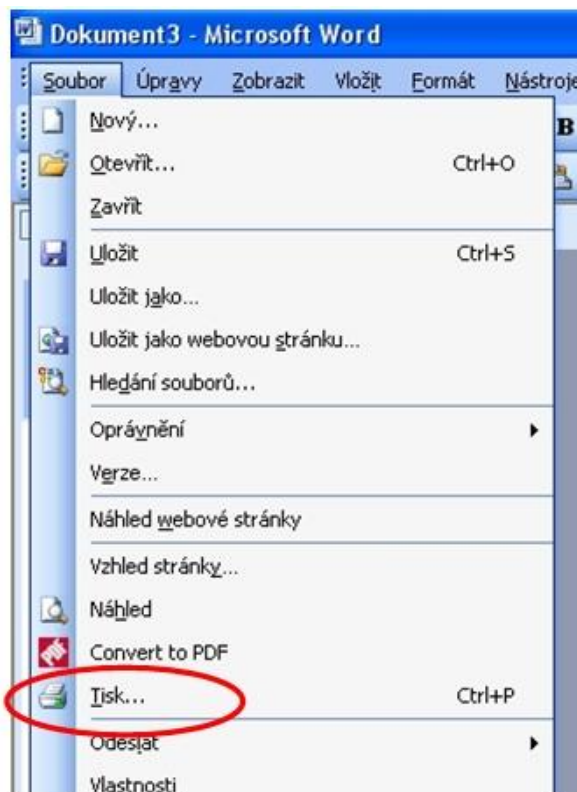 Dokument3 - Microsoft Word
Soubor Úpravy Zobrazit Vložit Formát Nástroje
Nový...
B
Otevřít... Ctrl+O
Zavřít
Uložit Ctrl+S
Uložit jako...
Uložit jako webovou stránku...
Hledání souborů...
Oprávnění
Verze...
Náhled webové stránky
Vzhled stránky...
Náhled
Convert to PDF
Tisk... Ctrl+P
Odeslat
Vlastnosti